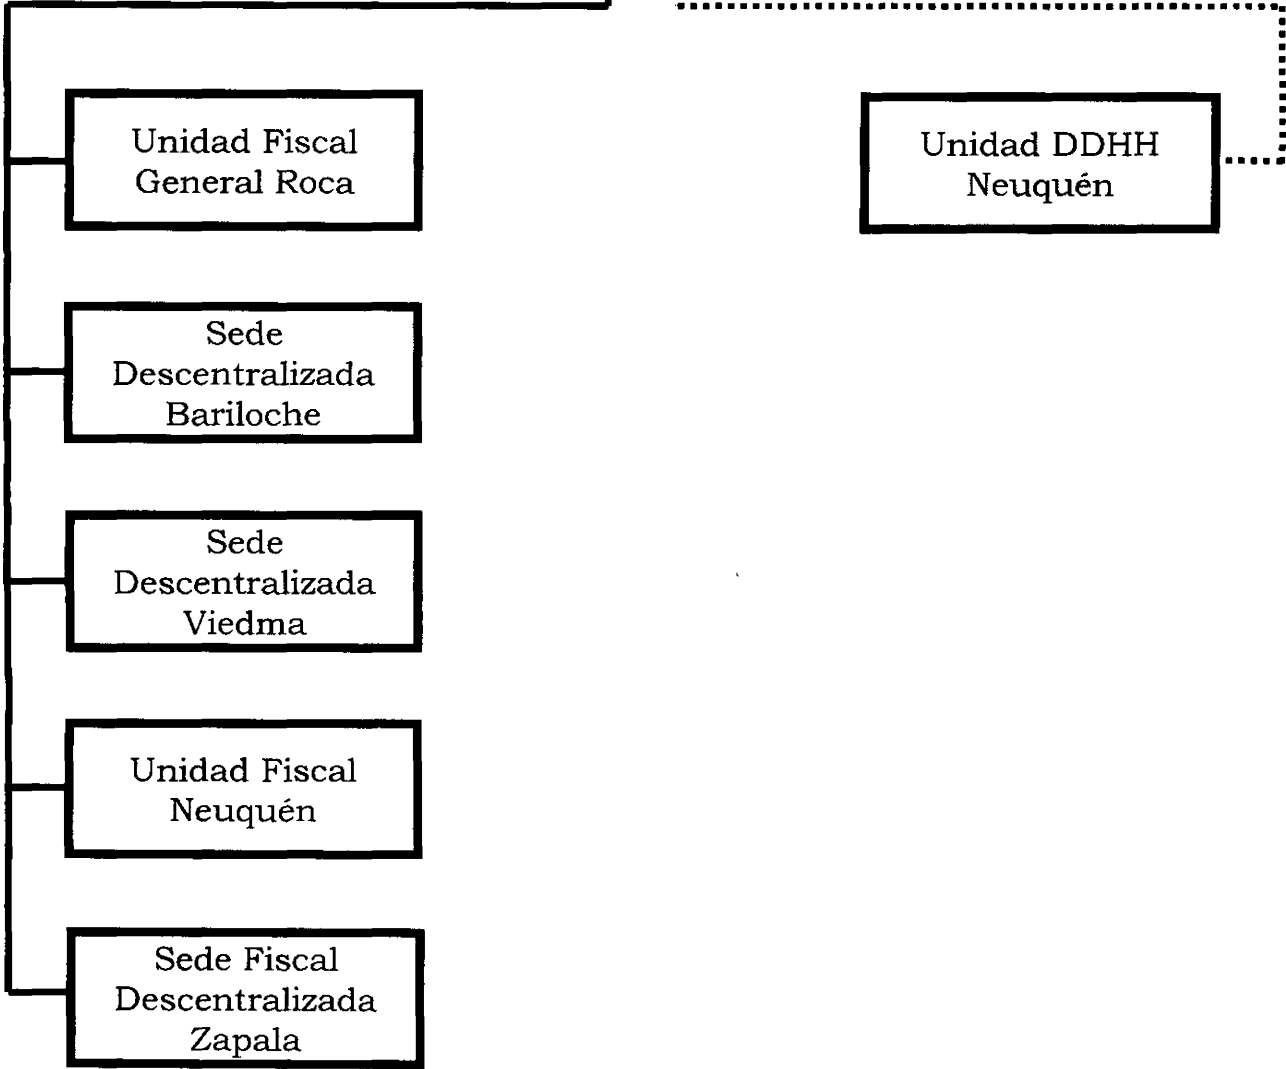 Unidad Fiscal
General Roca
Unidad DDHH
Neuquén
Sede
Descentralizada
Bariloche
Sede
Descentralizada
Viedma
Unidad Fiscal
Neuquén
Sede Fiscal
Descentralizada
Zapala